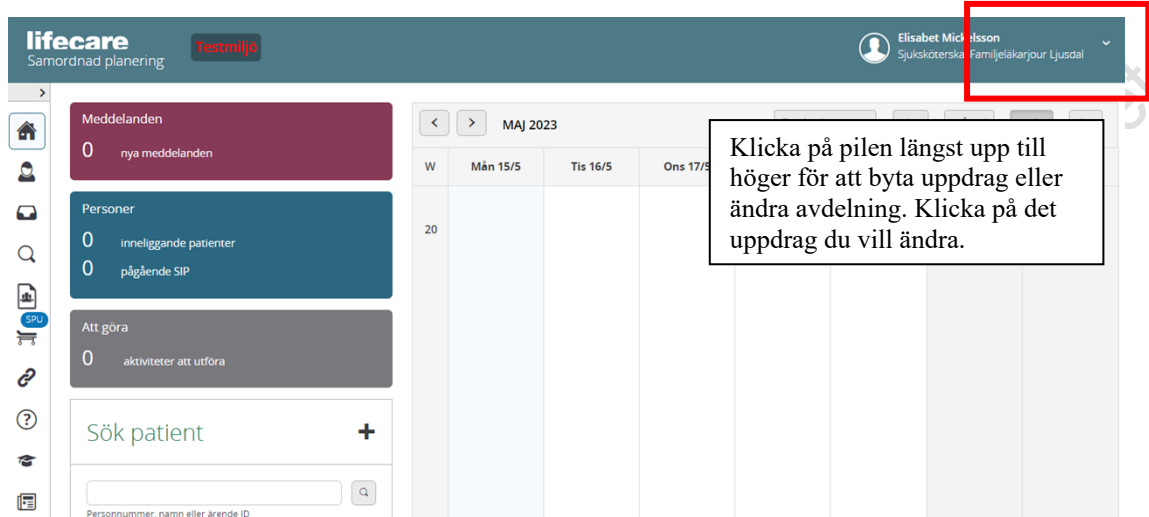 lifecare
Samordnad planering
Testmiljö
Elisabet Mickelsson
Sjuksköterska, Familjeläkarjour Ljusdal
Meddelanden
0 nya meddelanden
Personer
0 inneliggande patienter
0 pågående SIP
Att göra
0 aktiviteter att utföra
SPU
Sök patient
Personnummer, namn eller ärende ID
MAJ 2023
W Mån 15/5 Tis 16/5 Ons 17/5
20
Klicka på pilen längst upp till
höger för att byta uppdrag eller
ändra avdelning. Klicka på det
uppdrag du vill ändra.